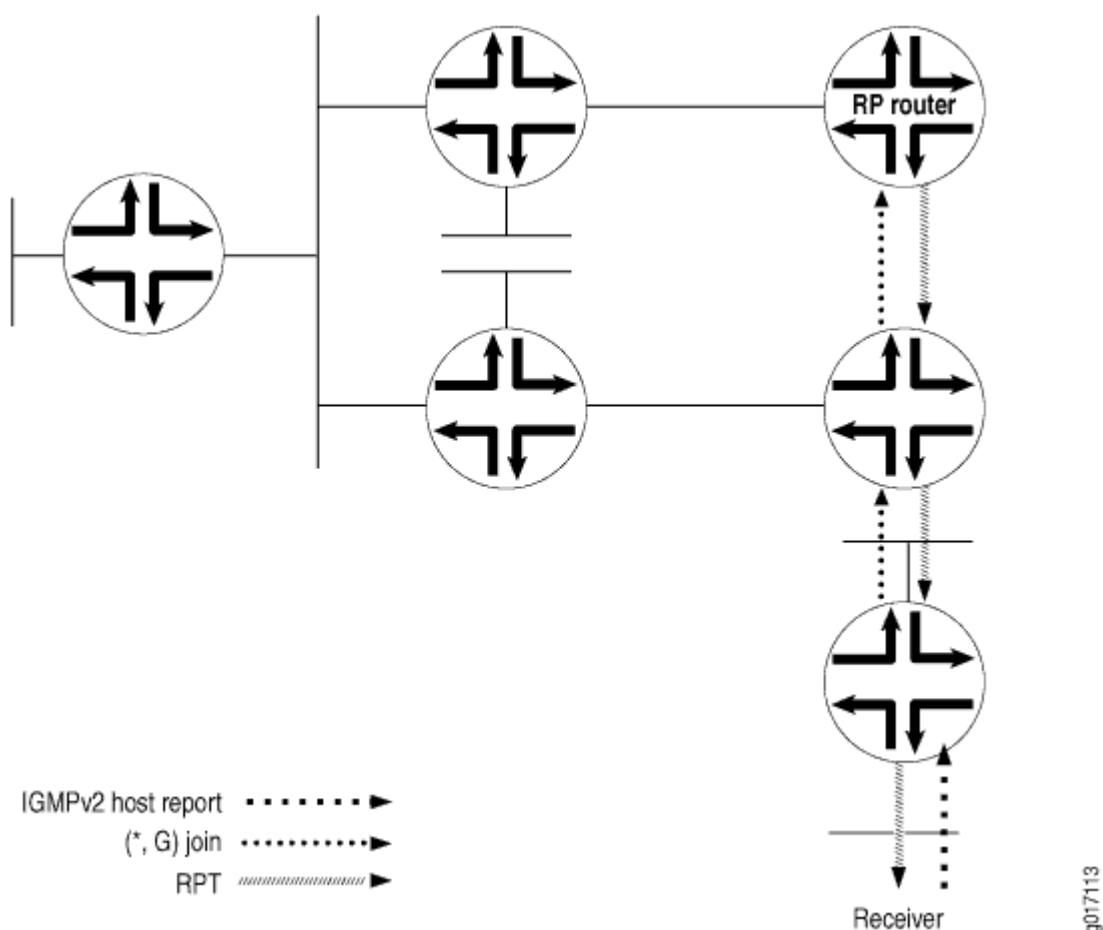 RP router
IGMPv2 host report
(*, G) join
RPT
Receiver
g017113